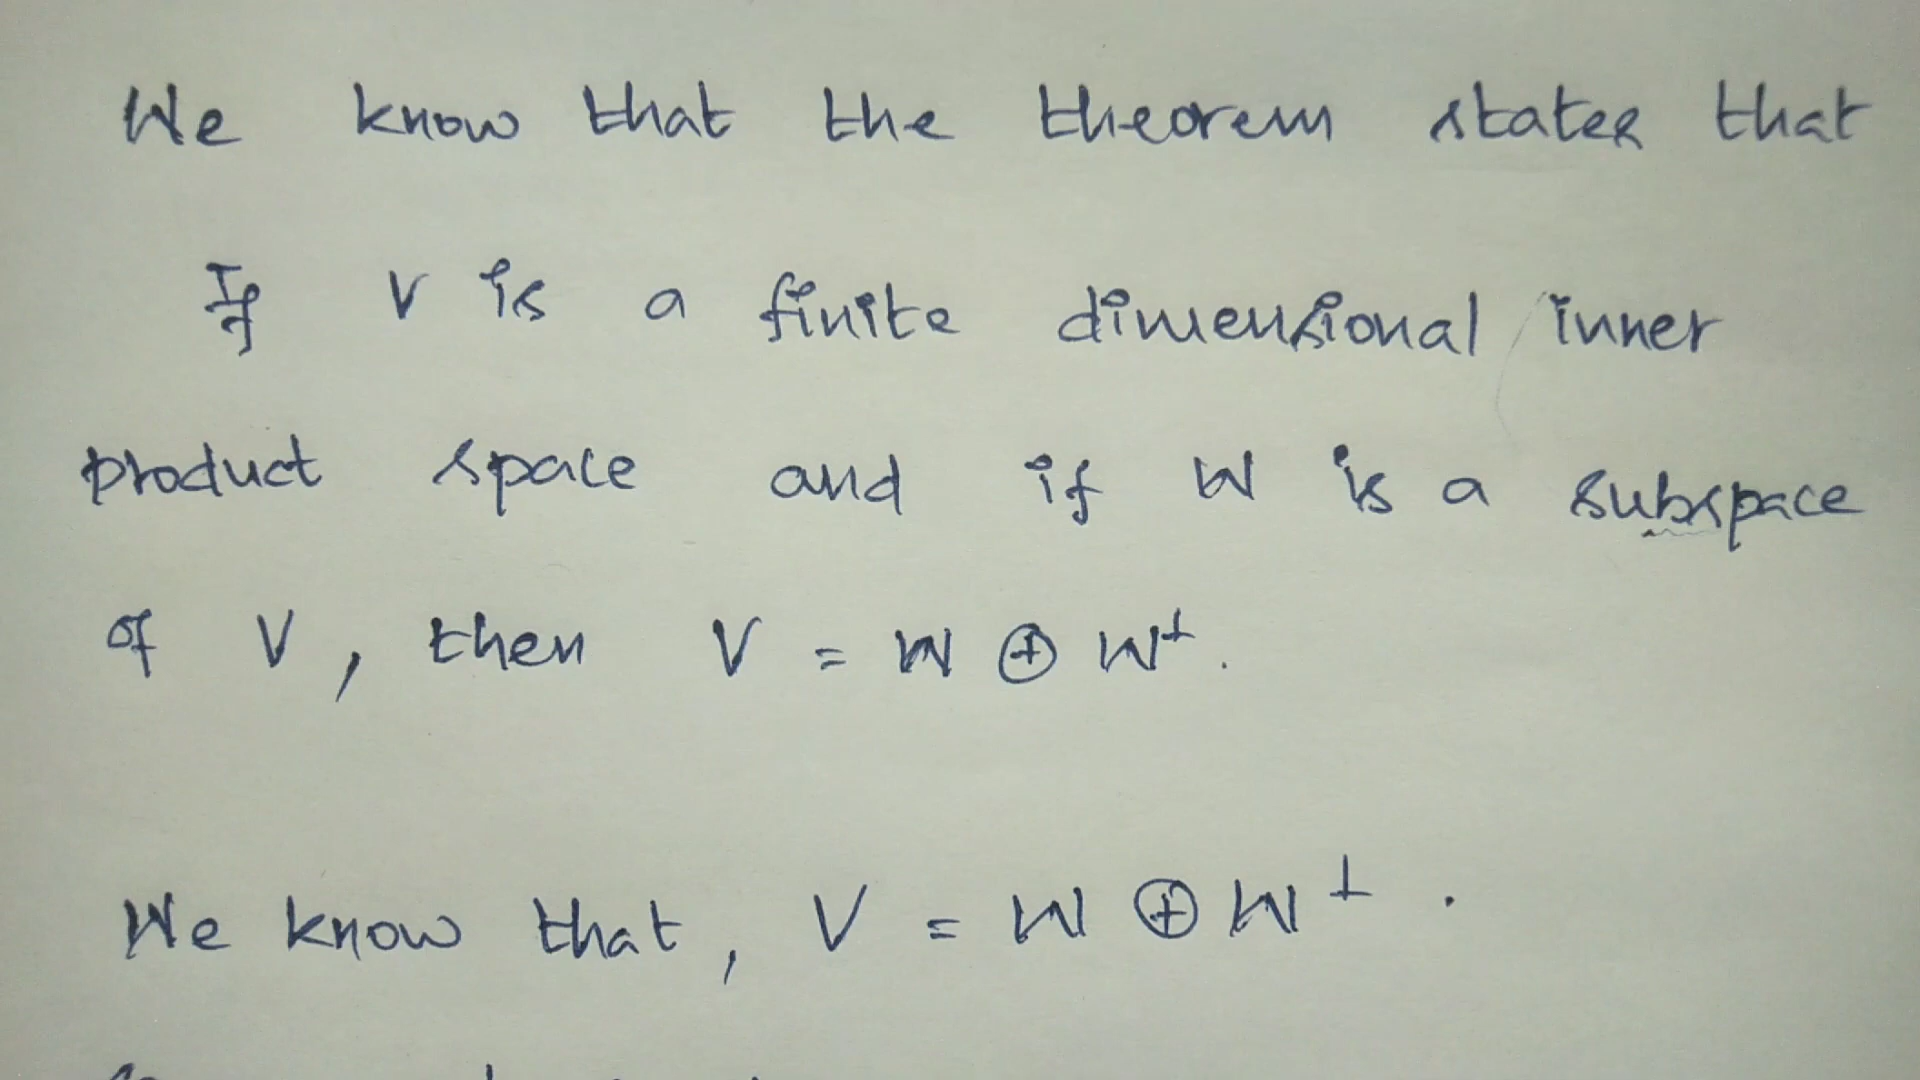 We know that the theorem states that
If V is a finite dimensional inner
product space and if W is a subspace
of V, then V = W ⊕ W⊥.
We know that, V = W ⊕ W⊥.